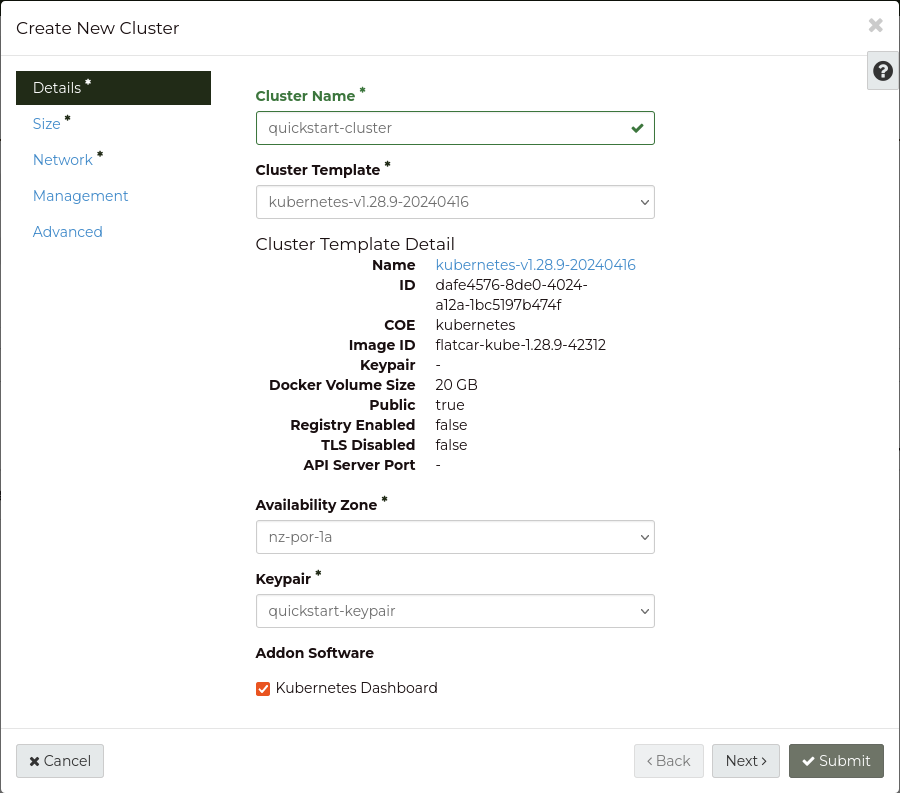 Create New Cluster
Details *
Size *
Network *
Management
Advanced
Cluster Name *
quickstart-cluster
Cluster Template *
kubernetes-v1.28.9-20240416
Cluster Template Detail
Name kubernetes-v1.28.9-20240416
ID dafe4576-8de0-4024-
a12a-1bc5197b474f
COE kubernetes
Image ID flatcar-kube-1.28.9-42312
Keypair -
Docker Volume Size 20 GB
Public true
Registry Enabled false
TLS Disabled false
API Server Port -
Availability Zone *
nz-por-1a
Keypair *
quickstart-keypair
Addon Software
Kubernetes Dashboard
Cancel
Back
Next
Submit